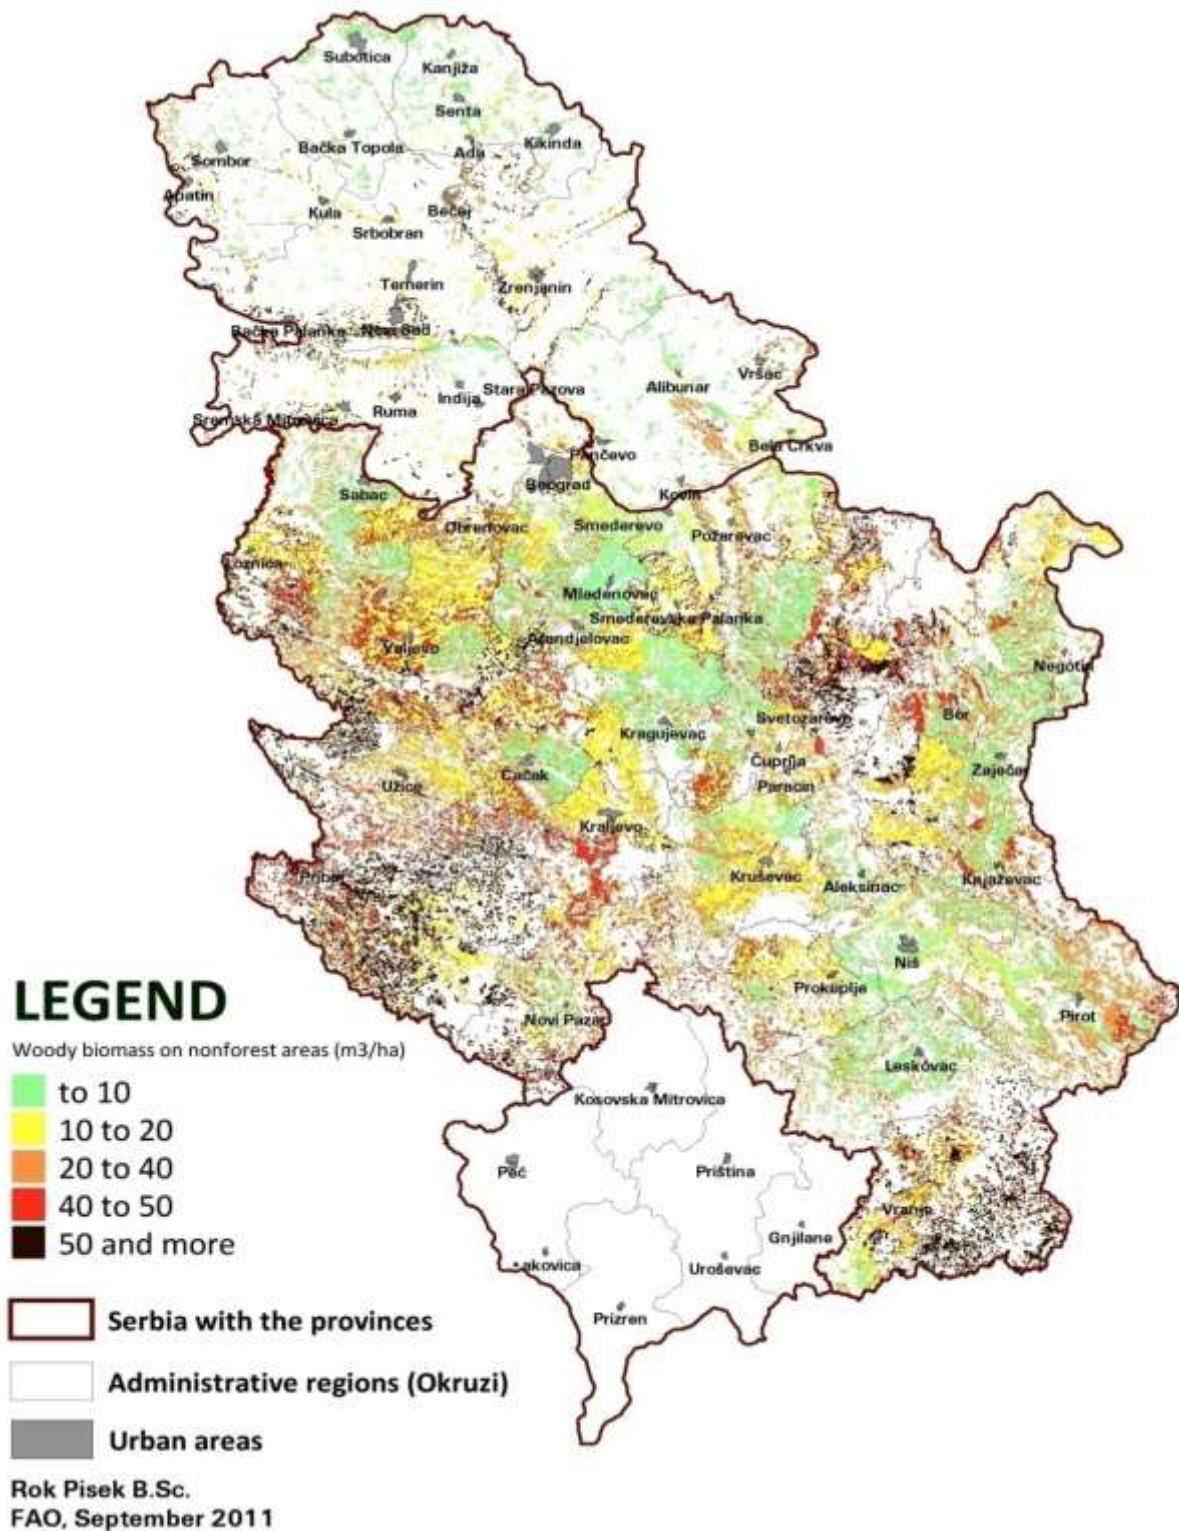 Subotica
Kanjiža
Senta
Bačka Topola
Ada
Kikinda
Sombor
Apatin
Kula
Bečej
Srbobran
Temerin
Zrenjanin
Bačka Palanka
Novi Sad
Vršac
Alibunar
Stara Pazova
Inđija
Ruma
Sremska Mitrovica
Bela Crkva
Pančevo
Beograd
Kovin
Šabac
Obrenovac
Smederevo
Požarevac
Loznica
Mladenovac
Smederevska Palanka
Arandjelovac
Valjevo
Negotin
Svetozarevo
Bor
Kragujevac
Ćuprija
Zaječar
Čačak
Paraćin
Užice
Kraljevo
Priboj
Kruševac
Aleksinac
Knjaževac
Niš
Prokuplje
Pirot
Novi Pazar
Leskovac
Kosovska Mitrovica
Peć
Priština
Vranje
Gnjilane
akovica
Uroševac
Prizren
LEGEND
Woody biomass on nonforest areas (m3/ha)
to 10
10 to 20
20 to 40
40 to 50
50 and more
Serbia with the provinces
Administrative regions (Okruzi)
Urban areas
Rok Pisek B.Sc.
FAO, September 2011